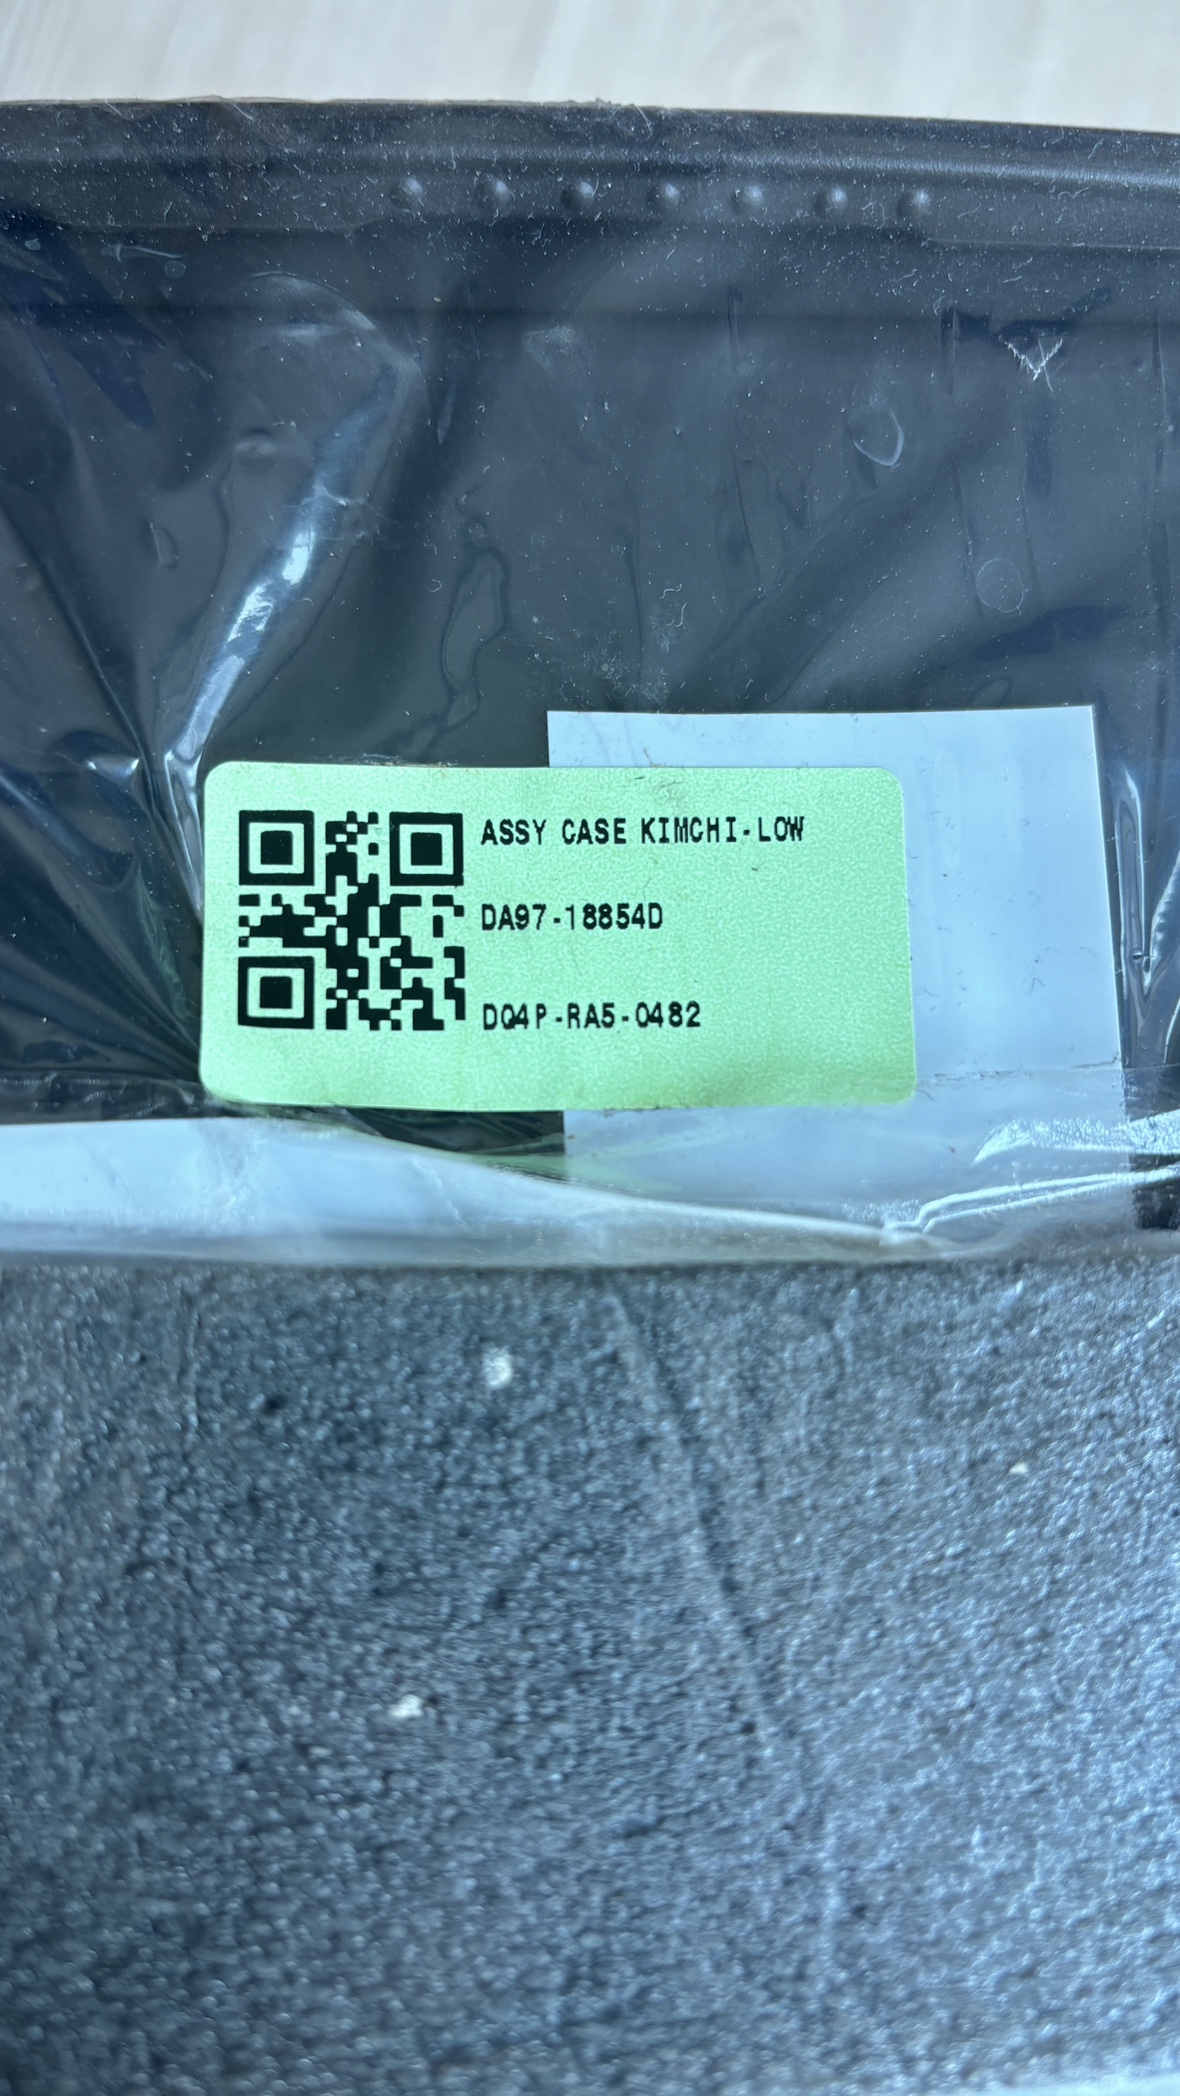 ASSY CASE KIMCHI-LOW
DA97-18854D
DQ4P-RA5-0482